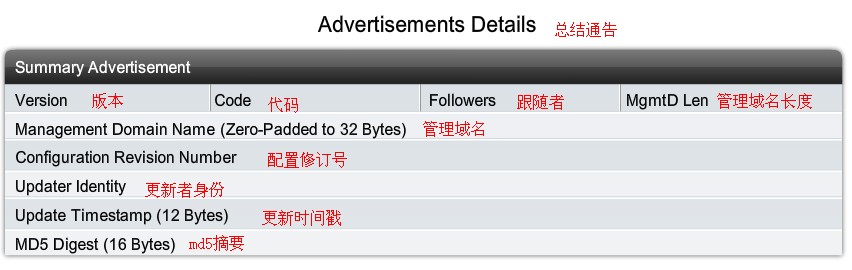 Advertisements Details 总结通告
Summary Advertisement
Version 版本 Code 代码 Followers 跟随者 MgmtD Len 管理域名长度
Management Domain Name (Zero-Padded to 32 Bytes) 管理域名
Configuration Revision Number 配置修订号
Updater Identity 更新者身份
Update Timestamp (12 Bytes) 更新时间戳
MD5 Digest (16 Bytes) md5摘要